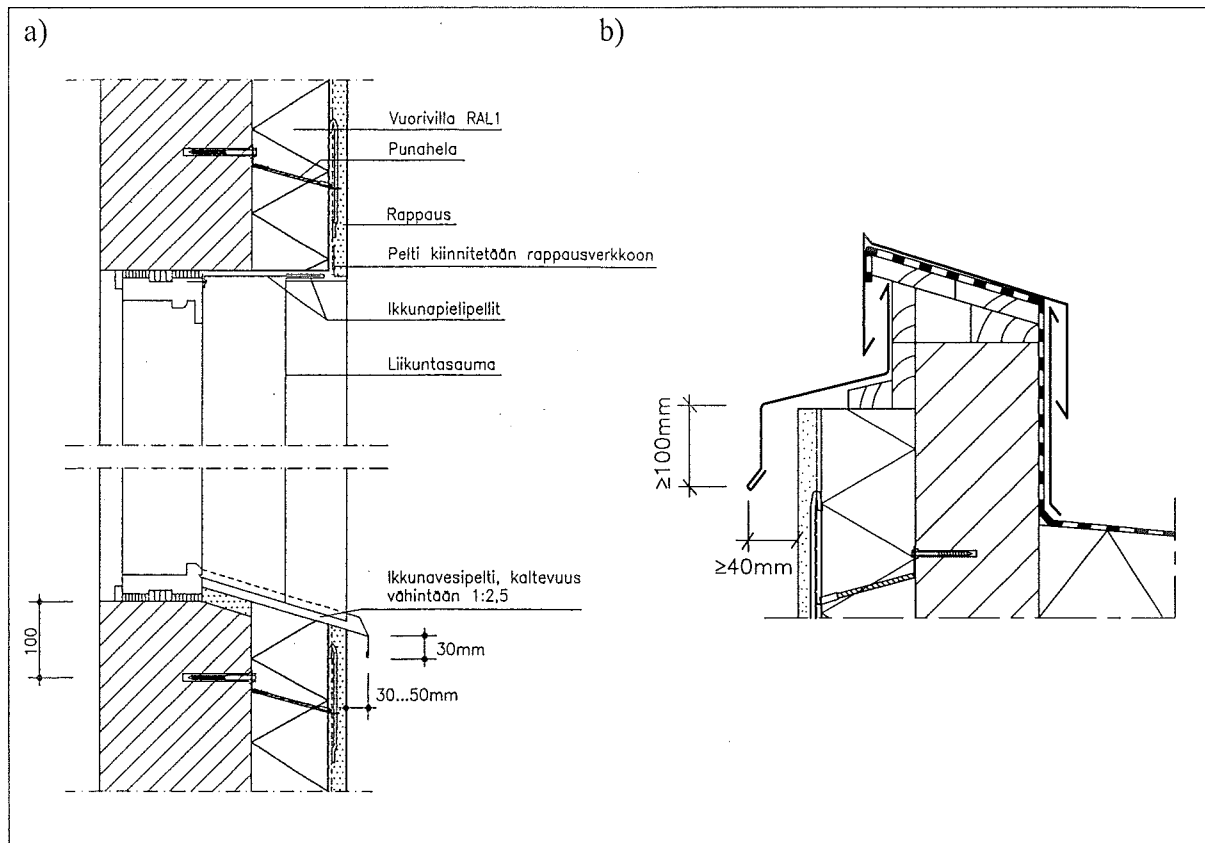 a)
Vuorivilla RAL1
Punahela
Rappaus
Pelti kiinnitetään rappausverkkoon
Ikkunapielipellit
Liikuntasauma
Ikkunavesipelti, kaltevuus
vähintään 1:2,5
100
30mm
30...50mm
b)
≥100mm
≥40mm